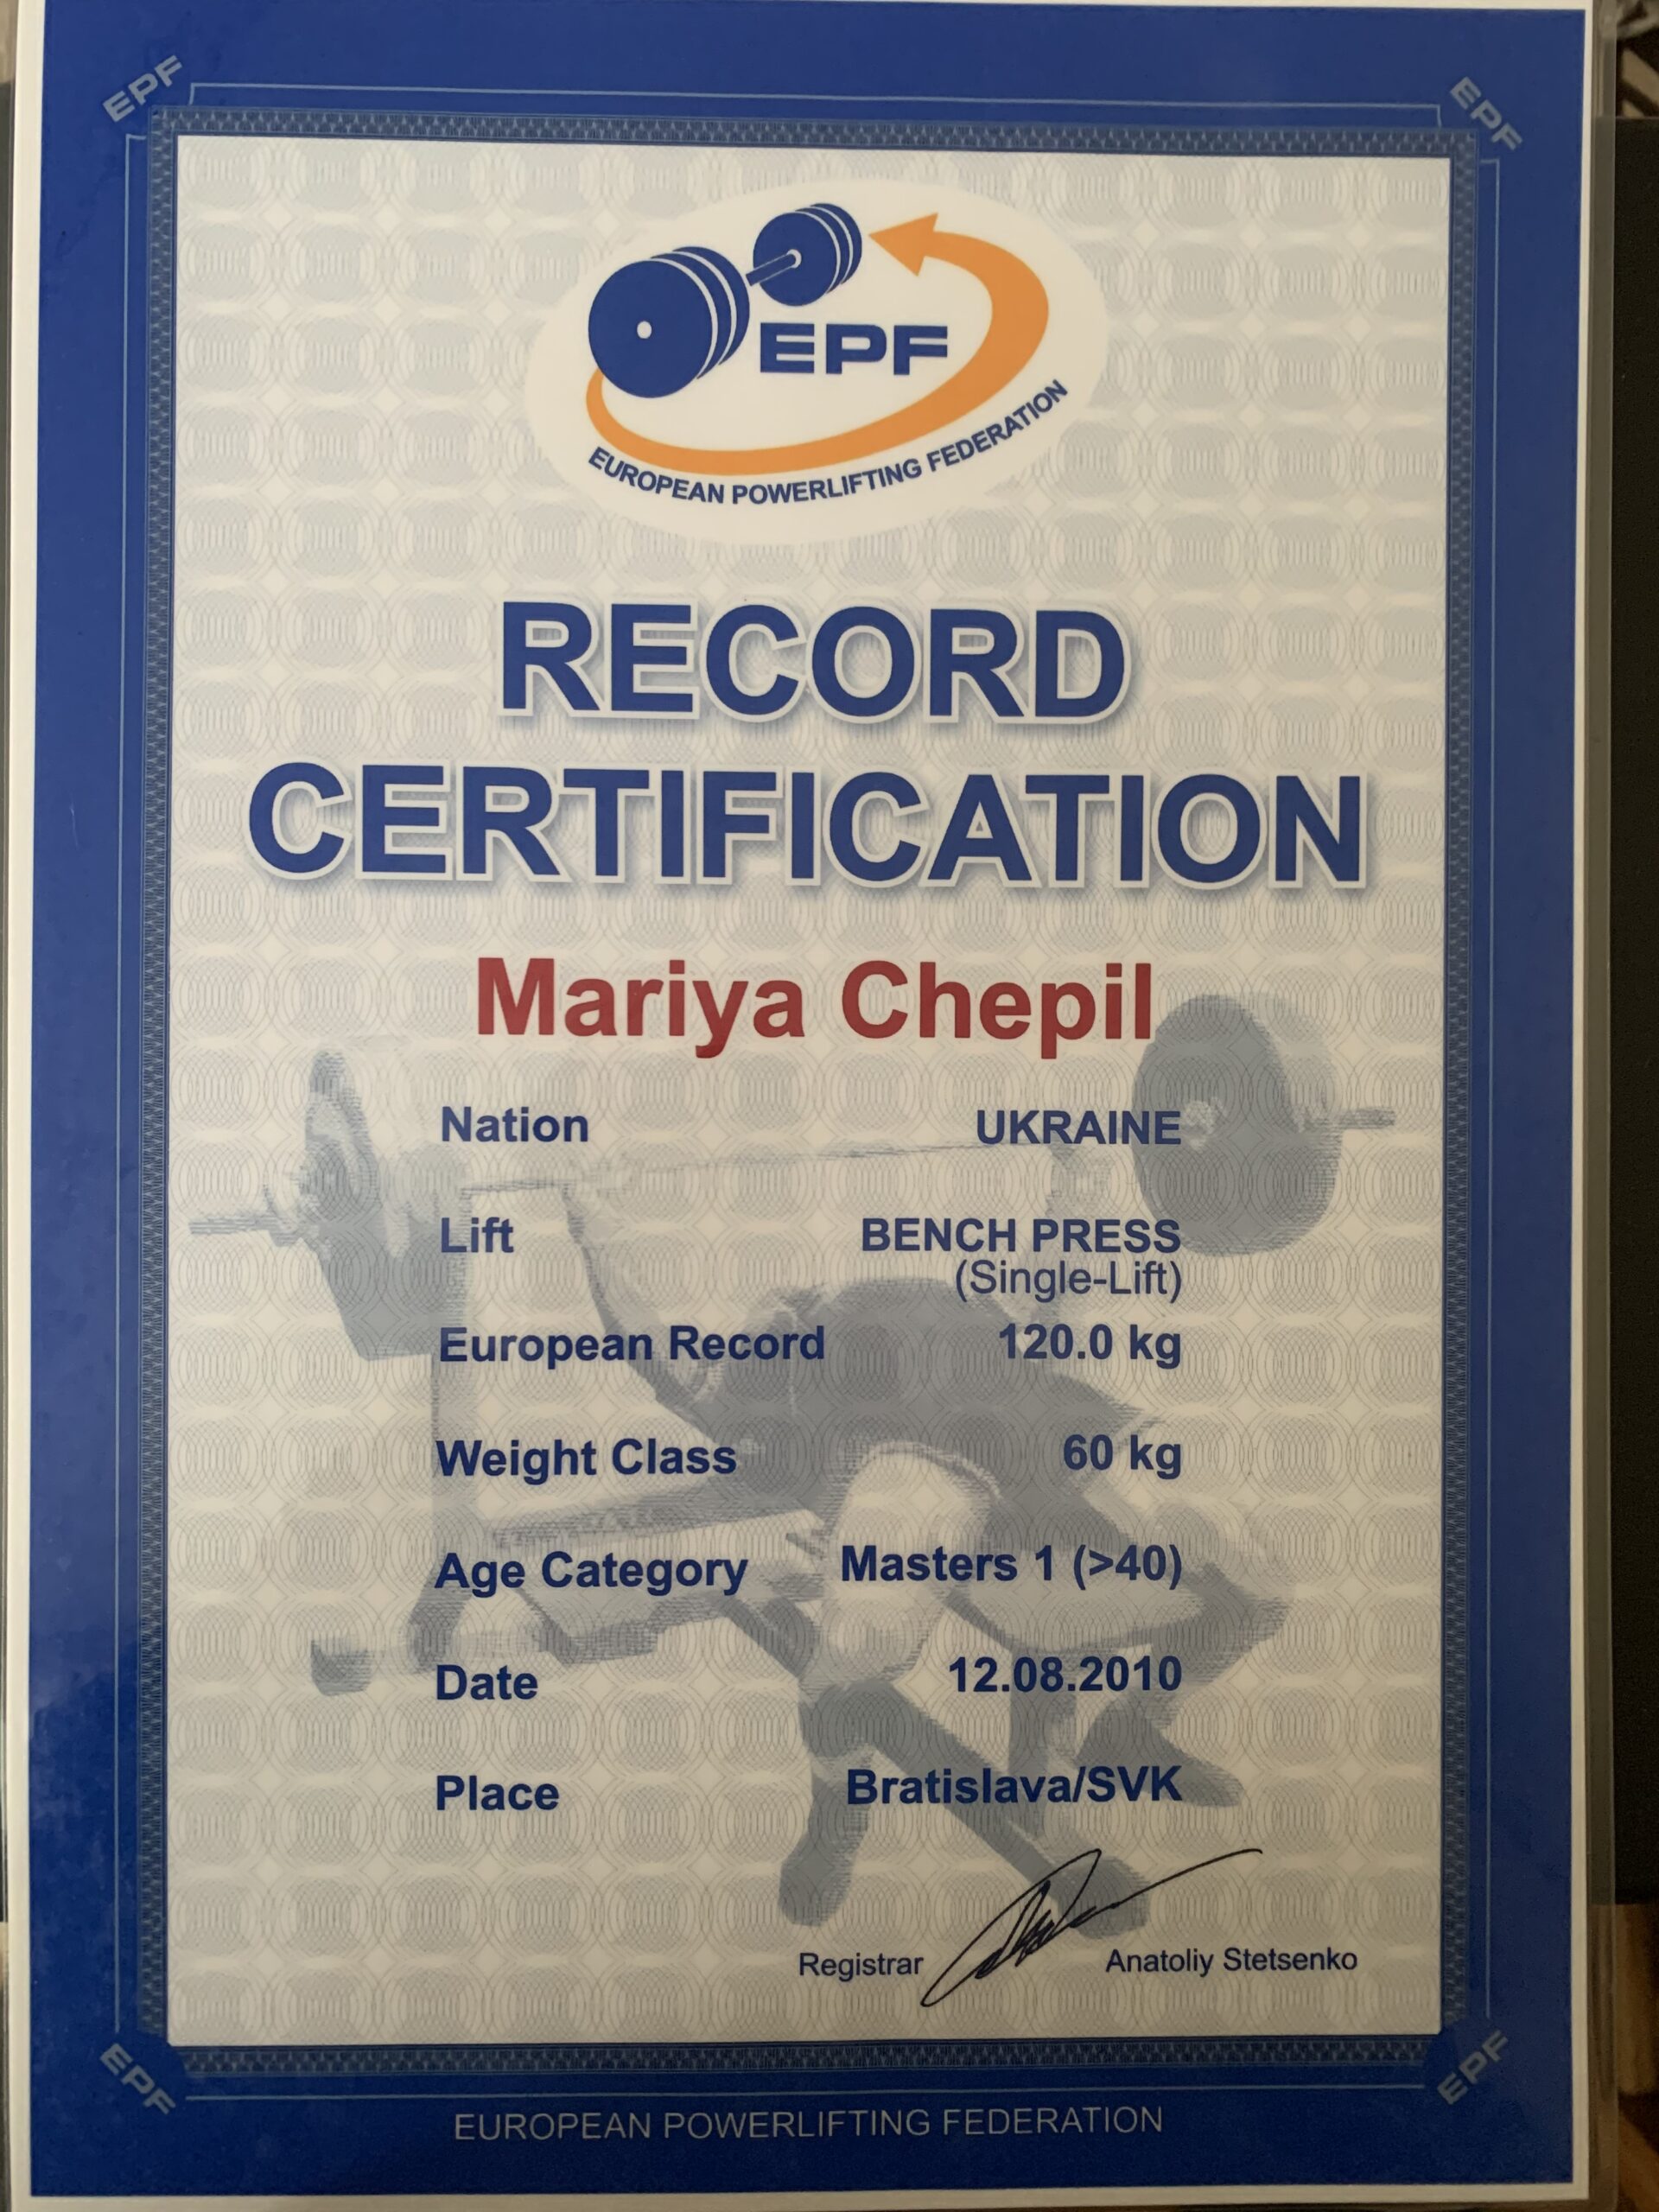 EPF
EPF
EPF
EUROPEAN POWERLIFTING FEDERATION
RECORD
CERTIFICATION
Mariya Chepil
Nation UKRAINE
Lift BENCH PRESS
(Single-Lift)
European Record 120.0 kg
Weight Class 60 kg
Age Category Masters 1 (>40)
Date 12.08.2010
Place Bratislava/SVK
Registrar Anatoliy Stetsenko
EPF
EPF
EUROPEAN POWERLIFTING FEDERATION